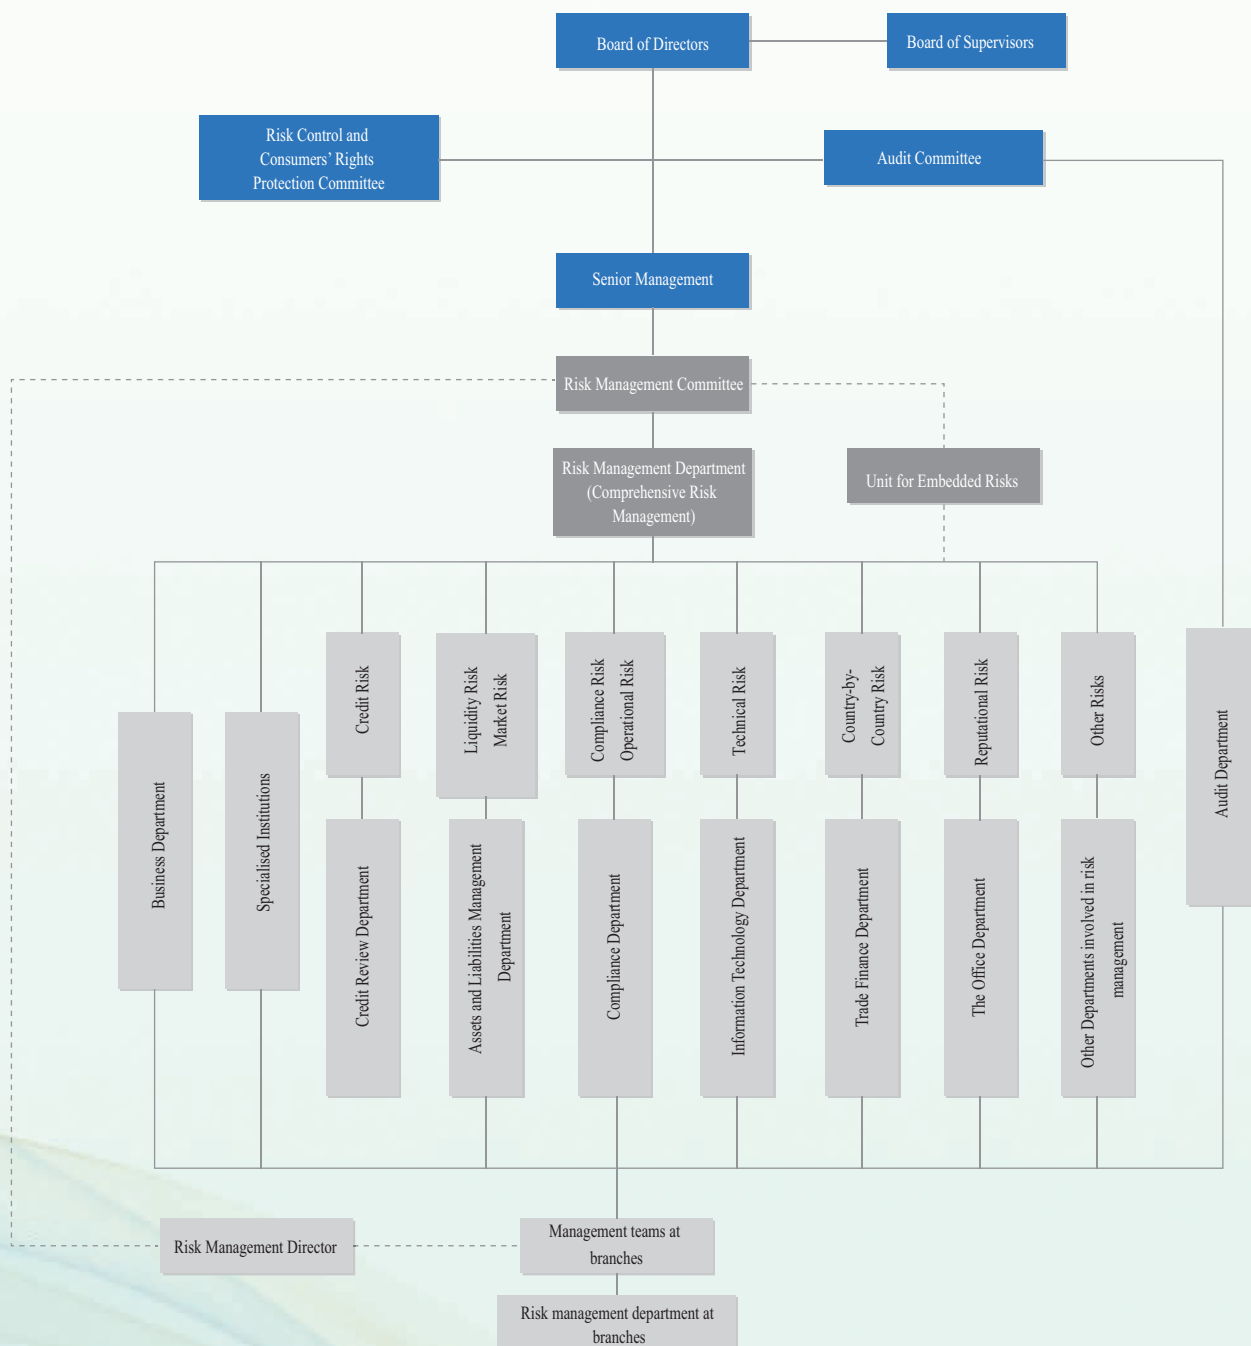 Board of Directors
Board of Supervisors
Risk Control and
Consumers’ Rights
Protection Committee
Audit Committee
Senior Management
Risk Management Committee
Risk Management Department
(Comprehensive Risk
Management)
Unit for Embedded Risks
Business Department
Specialised Institutions
Credit Risk
Credit Review Department
Liquidity Risk
Market Risk
Assets and Liabilities Management
Department
Compliance Risk
Operational Risk
Compliance Department
Technical Risk
Information Technology Department
Country-by-
Country Risk
Trade Finance Department
Reputational Risk
The Office Department
Other Risks
Other Departments involved in risk
management
Audit Department
Risk Management Director
Management teams at
branches
Risk management department at
branches